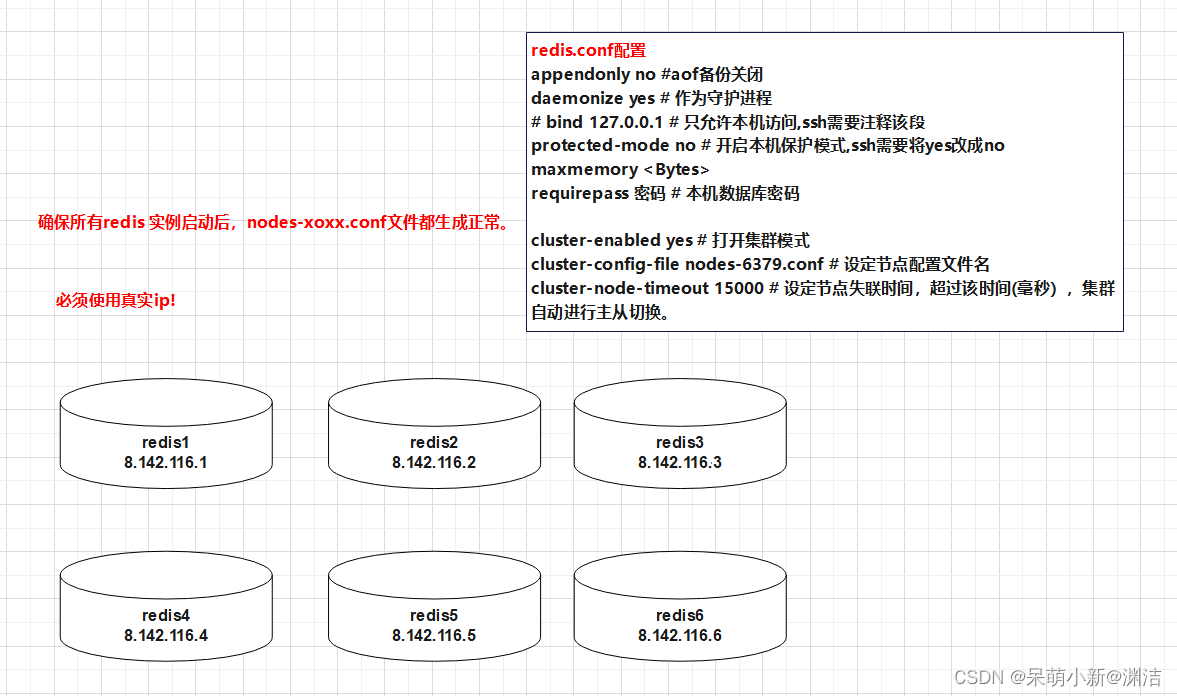 redis.conf配置
appendonly no #aof备份关闭
daemonize yes # 作为守护进程
# bind 127.0.0.1 # 只允许本机访问,ssh需要注释该段
protected-mode no # 开启本机保护模式,ssh需要将yes改成no
maxmemory <Bytes>
requirepass 密码 # 本机数据库密码
cluster-enabled yes # 打开集群模式
cluster-config-file nodes-6379.conf # 设定节点配置文件名
cluster-node-timeout 15000 # 设定节点失联时间，超过该时间(毫秒），集群
自动进行主从切换。
确保所有redis 实例启动后，nodes-xoxx.conf文件都生成正常。
必须使用真实ip!
redis1
8.142.116.1
redis2
8.142.116.2
redis3
8.142.116.3
redis4
8.142.116.4
redis5
8.142.116.5
redis6
8.142.116.6
CSDN @呆萌小新@渊洁